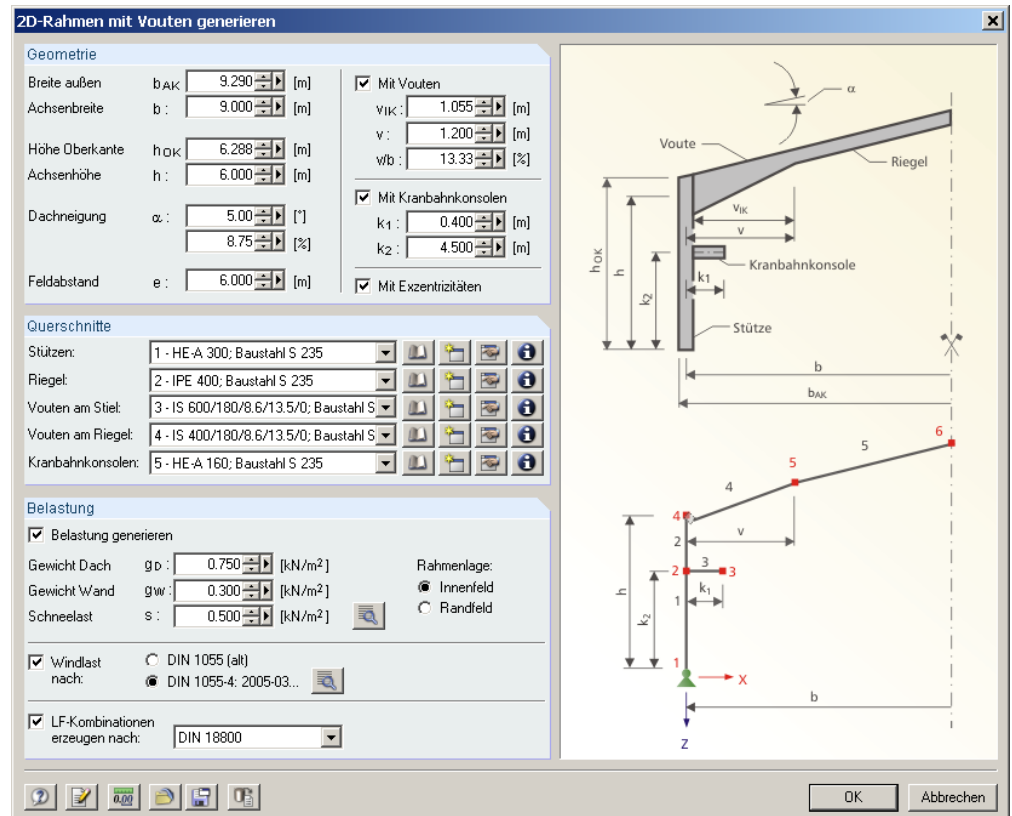 2D-Rahmen mit Vouten generieren
Geometrie
Breite außen bAK 9.290 [m]
Achsenbreite b : 9.000 [m]
Höhe Oberkante hOK 6.288 [m]
Achsenhöhe h : 6.000 [m]
Dachneigung α : 5.00 [°]
8.75 [%]
Feldabstand e : 6.000 [m]
Mit Vouten
vIK : 1.055 [m]
v : 1.200 [m]
v/b : 13.33 [%]
Mit Kranbahnkonsolen
k1 : 0.400 [m]
k2 : 4.500 [m]
Mit Exzentrizitäten
Querschnitte
Stützen: 1 - HE-A 300; Baustahl S 235
Riegel: 2 - IPE 400; Baustahl S 235
Vouten am Stiel: 3 - IS 600/180/8.6/13.5/0; Baustahl S
Vouten am Riegel: 4 - IS 400/180/8.6/13.5/0; Baustahl S
Kranbahnkonsolen: 5 - HE-A 160; Baustahl S 235
Belastung
Belastung generieren
Gewicht Dach gD : 0.750 [kN/m²]
Gewicht Wand gW : 0.300 [kN/m²]
Schneelast s : 0.500 [kN/m²]
Rahmenlage:
Innenfeld
Randfeld
Windlast
nach:
DIN 1055 (alt)
DIN 1055-4: 2005-03...
LF-Kombinationen
erzeugen nach: DIN 18800
0.00
OK Abbrechen
α
Voute
Riegel
vIK
v
hOK
h
k2
k1
Kranbahnkonsole
Stütze
b
bAK
6
5
5
4
4
v
2
3
2
3
h
1
k1
k2
1
X
b
Z